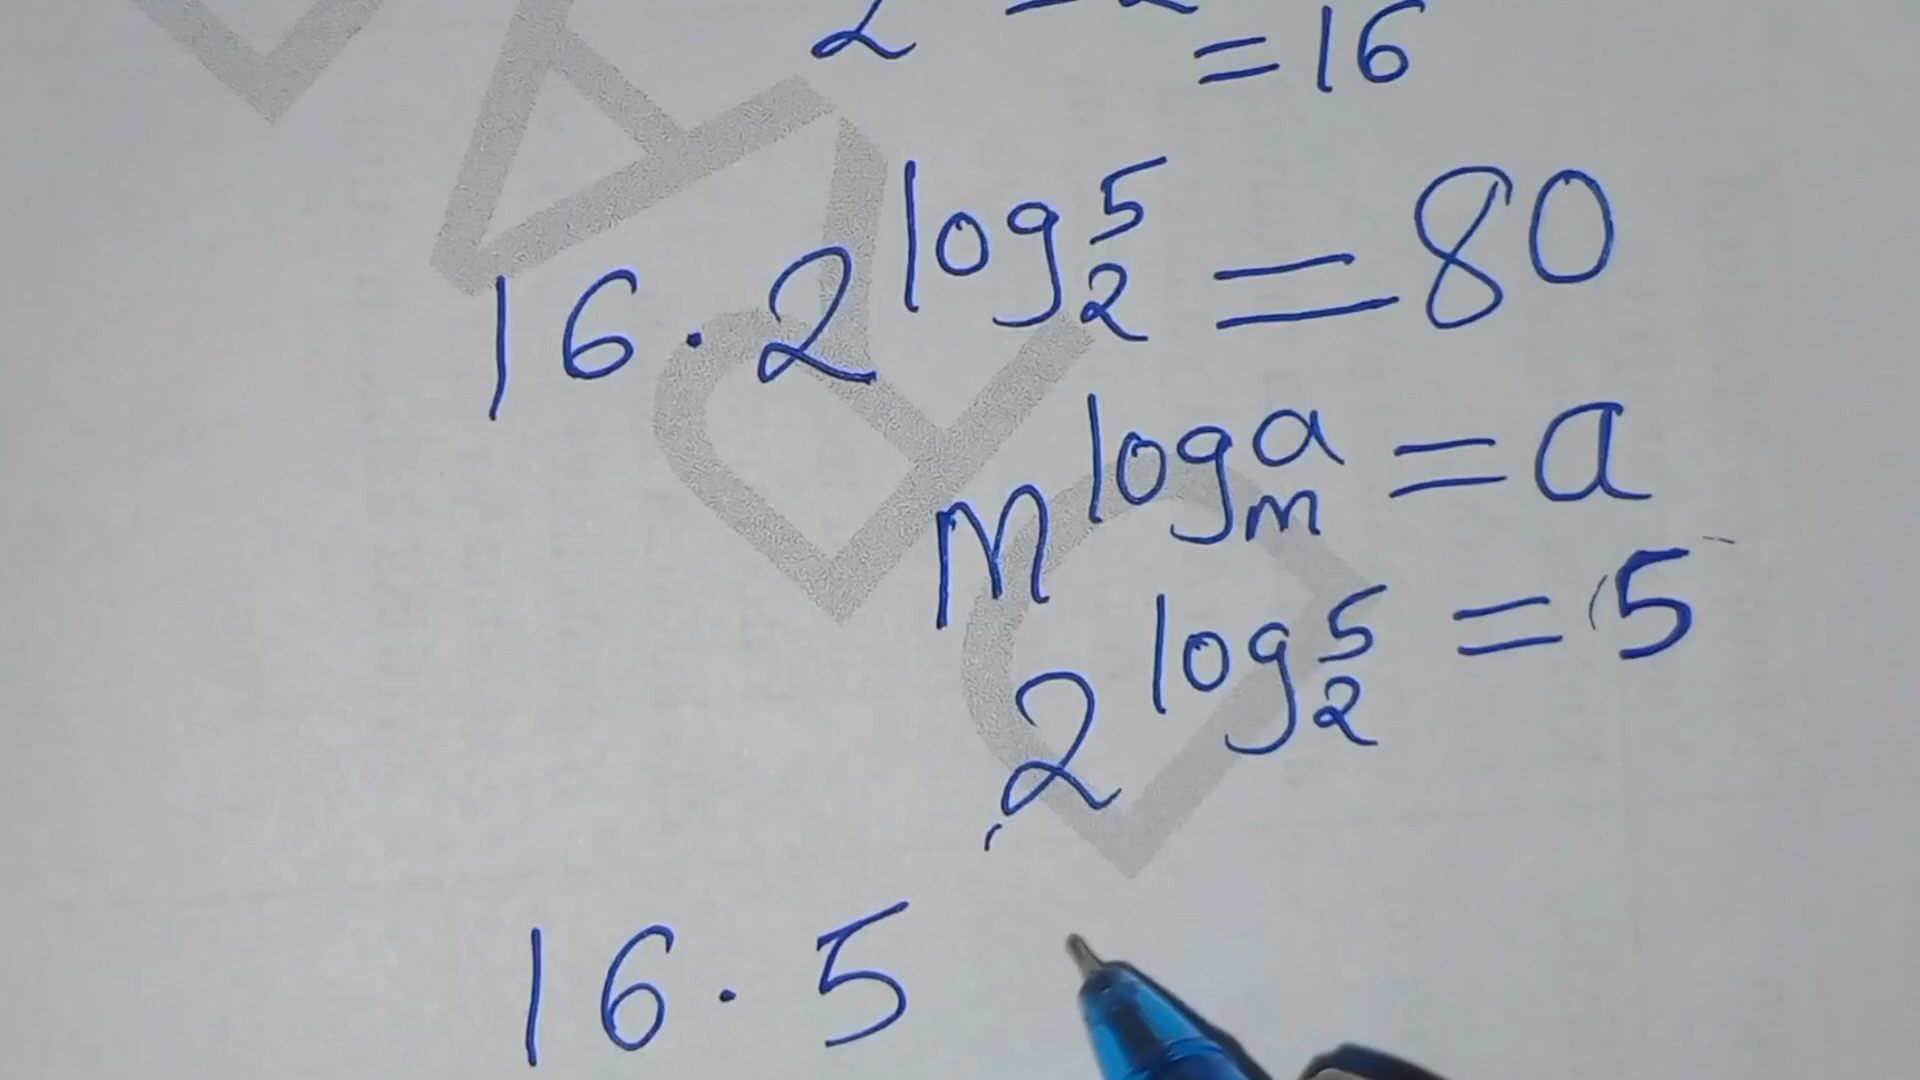 = 16
16 · 2^log₂5 = 80
m^logₘa = a
2^log₂5 = 5
16 · 5